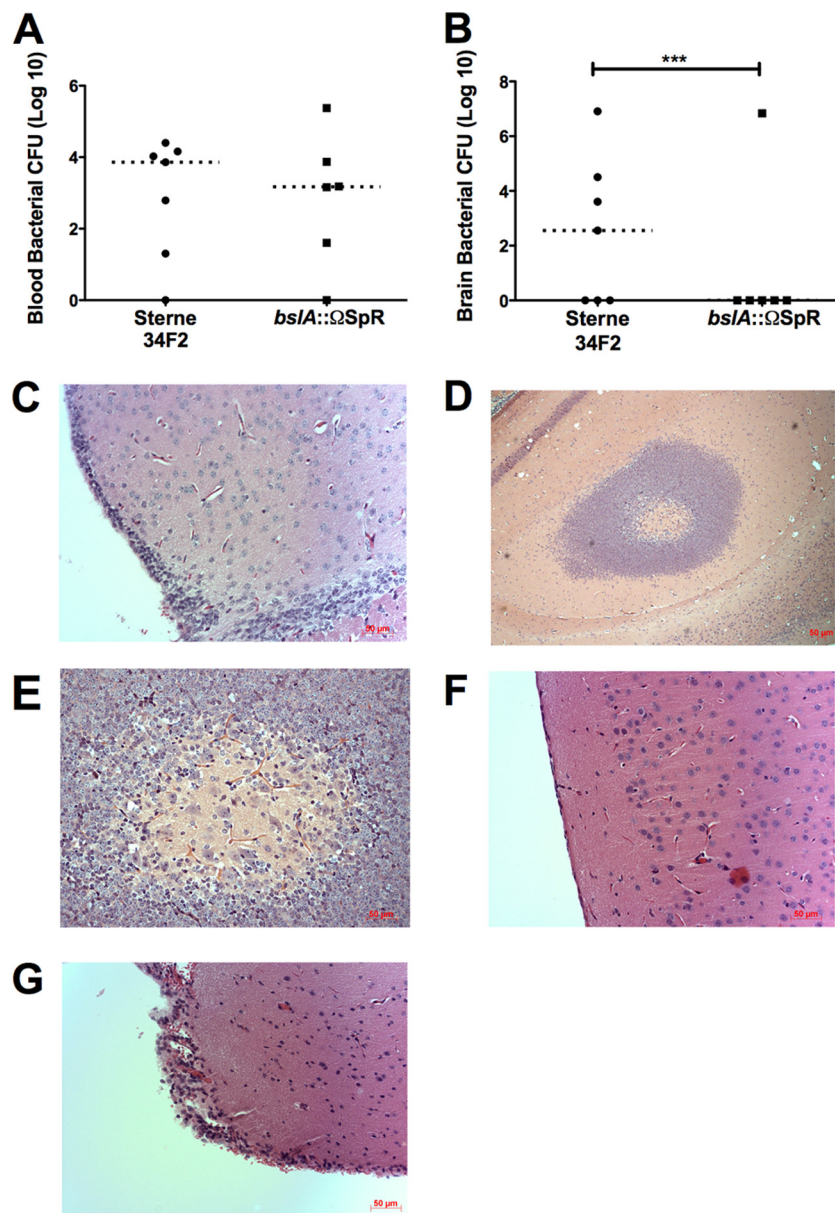 A
Blood Bacterial CFU (Log 10)
6
4
2
0
Sterne
34F2
bslA::ΩSpR
B
Brain Bacterial CFU (Log 10)
***
8
6
4
2
0
Sterne
34F2
bslA::ΩSpR
C
50 µm
D
50 µm
E
50 µm
F
50 µm
G
50 µm